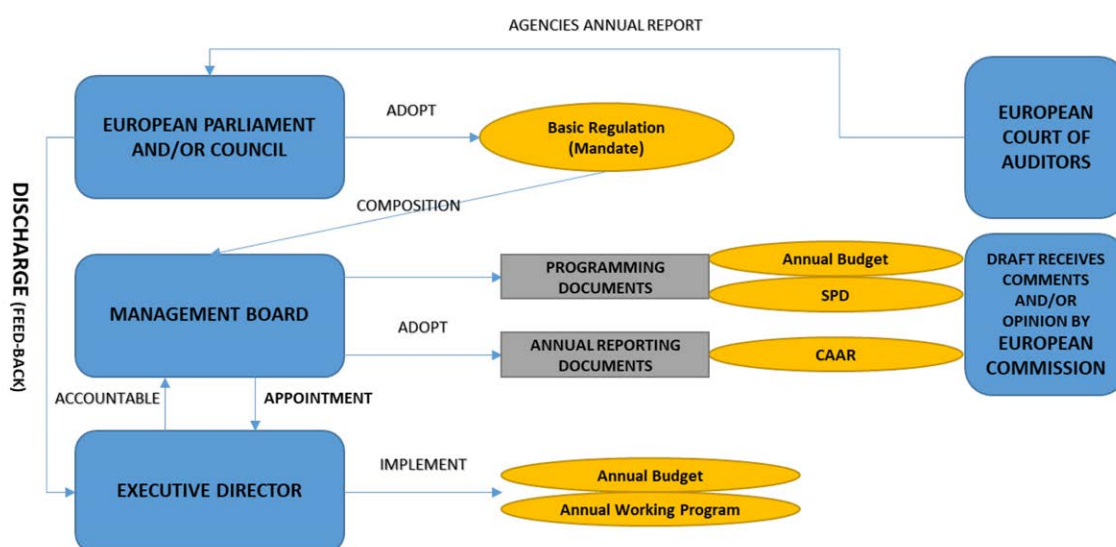 AGENCIES ANNUAL REPORT
EUROPEAN PARLIAMENT
AND/OR COUNCIL
ADOPT
Basic Regulation
(Mandate)
EUROPEAN
COURT OF
AUDITORS
DISCHARGE (FEED-BACK)
COMPOSITION
MANAGEMENT BOARD
ADOPT
PROGRAMMING
DOCUMENTS
Annual Budget
SPD
ANNUAL REPORTING
DOCUMENTS
CAAR
DRAFT RECEIVES
COMMENTS
AND/OR
OPINION BY
EUROPEAN
COMMISSION
ACCOUNTABLE
APPOINTMENT
EXECUTIVE DIRECTOR
IMPLEMENT
Annual Budget
Annual Working Program